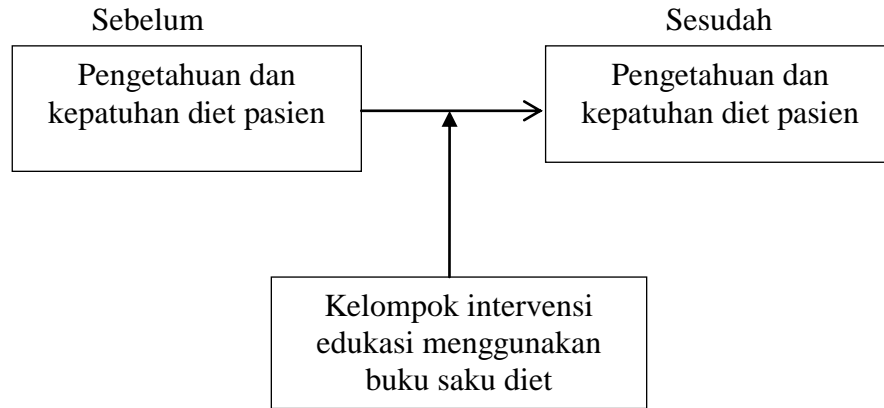 Sebelum
Sesudah
Pengetahuan dan
kepatuhan diet pasien
Pengetahuan dan
kepatuhan diet pasien
Kelompok intervensi
edukasi menggunakan
buku saku diet